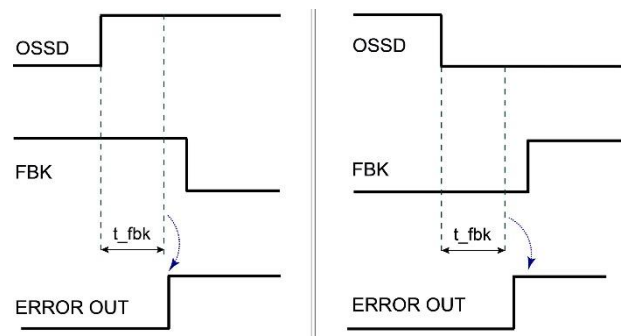 OSSD
FBK
t_fbk
ERROR OUT
OSSD
FBK
t_fbk
ERROR OUT